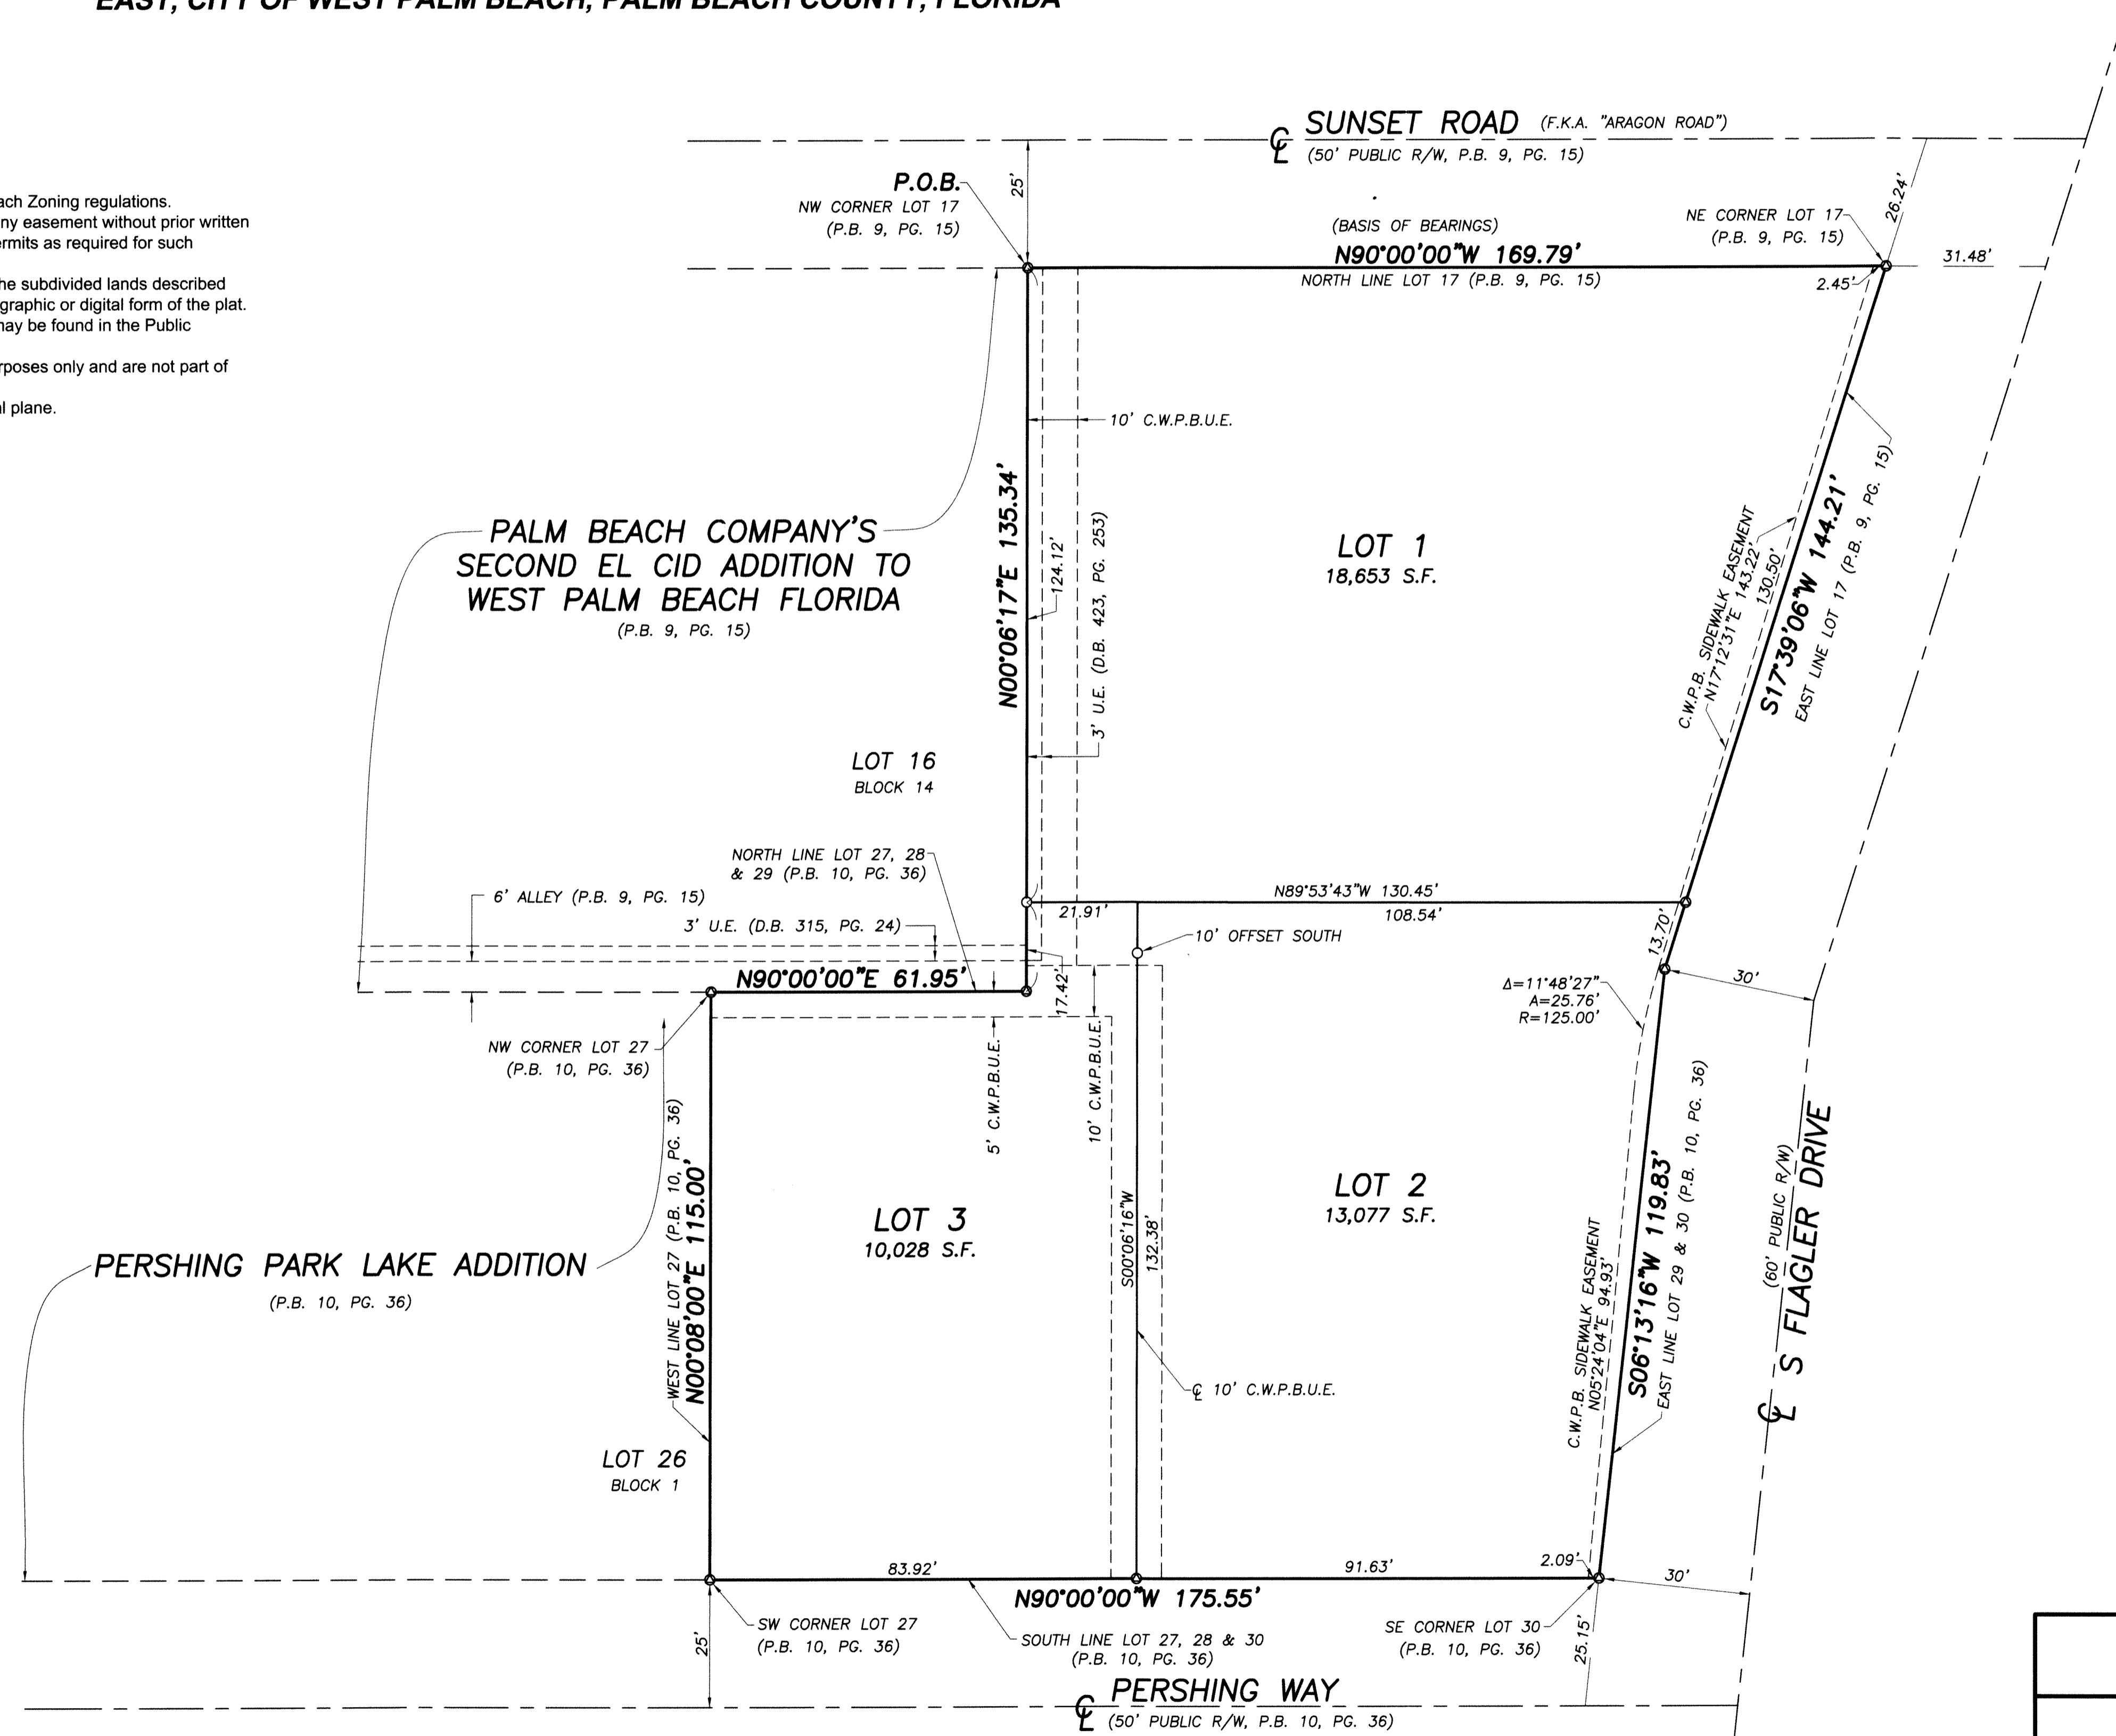 EAST, CITY OF WEST PALM BEACH, PALM BEACH COUNTY, FLORIDA
ach Zoning regulations.
ny easement without prior written
ermits as required for such
he subdivided lands described
graphic or digital form of the plat.
nay be found in the Public
rposes only and are not part of
l plane.
SUNSET ROAD (F.K.A. "ARAGON ROAD")
(50' PUBLIC R/W, P.B. 9, PG. 15)
25'
P.O.B.
NW CORNER LOT 17
(P.B. 9, PG. 15)
(BASIS OF BEARINGS)
N90°00'00"W 169.79'
NORTH LINE LOT 17 (P.B. 9, PG. 15)
NE CORNER LOT 17
(P.B. 9, PG. 15)
26.24'
31.48'
2.45'
10' C.W.P.B.U.E.
N00°06'17"E 135.34'
124.12'
3' U.E. (D.B. 423, PG. 253)
PALM BEACH COMPANY'S
SECOND EL CID ADDITION TO
WEST PALM BEACH FLORIDA
(P.B. 9, PG. 15)
LOT 1
18,653 S.F.
C.W.P.B. SIDEWALK EASEMENT
N17°12'31"E 143.22'
130.50'
S17°39'06"W 144.21'
EAST LINE LOT 17 (P.B. 9, PG. 15)
LOT 16
BLOCK 14
NORTH LINE LOT 27, 28
& 29 (P.B. 10, PG. 36)
6' ALLEY (P.B. 9, PG. 15)
3' U.E. (D.B. 315, PG. 24)
N90°00'00"E 61.95'
N89°53'43"W 130.45'
21.91'
108.54'
10' OFFSET SOUTH
13.70'
30'
17.42'
Δ=11°48'27"
A=25.76'
R=125.00'
NW CORNER LOT 27
(P.B. 10, PG. 36)
5' C.W.P.B.U.E.
10' C.W.P.B.U.E.
WEST LINE LOT 27 (P.B. 10, PG. 36)
N00°08'00"E 115.00'
S00°06'16"W
132.38'
LOT 3
10,028 S.F.
LOT 2
13,077 S.F.
PERSHING PARK LAKE ADDITION
(P.B. 10, PG. 36)
C.W.P.B. SIDEWALK EASEMENT
N05°24'04"E 94.93'
S06°13'16"W 119.83'
EAST LINE LOT 29 & 30 (P.B. 10, PG. 36)
(60' PUBLIC R/W)
℄ S FLAGLER DRIVE
℄ 10' C.W.P.B.U.E.
LOT 26
BLOCK 1
83.92'
91.63'
2.09'
30'
N90°00'00"W 175.55'
SW CORNER LOT 27
(P.B. 10, PG. 36)
SOUTH LINE LOT 27, 28 & 30
(P.B. 10, PG. 36)
SE CORNER LOT 30
(P.B. 10, PG. 36)
25'
25.15'
℄ PERSHING WAY
(50' PUBLIC R/W, P.B. 10, PG. 36)